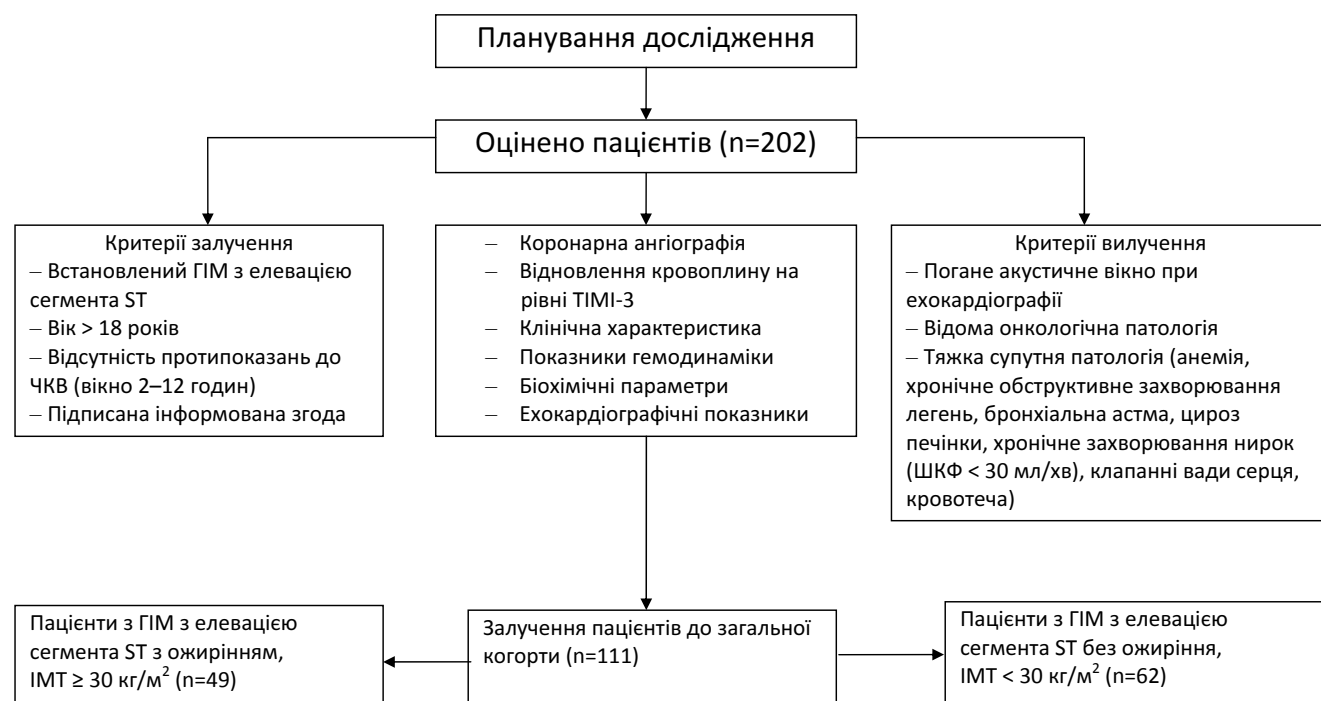 Планування дослідження
Оцінено пацієнтів (n=202)
Критерії залучення
– Встановлений ГІМ з елевацією
сегмента ST
– Вік > 18 років
– Відсутність протипоказань до
ЧКВ (вікно 2–12 годин)
– Підписана інформована згода
– Коронарна ангіографія
– Відновлення кровоплину на
рівні TIMI-3
– Клінічна характеристика
– Показники гемодинаміки
– Біохімічні параметри
– Ехокардіографічні показники
Критерії вилучення
– Погане акустичне вікно при
ехокардіографії
– Відома онкологічна патологія
– Тяжка супутня патологія (анемія,
хронічне обструктивне захворювання
легень, бронхіальна астма, цироз
печінки, хронічне захворювання нирок
(ШКФ < 30 мл/хв), клапанні вади серця,
кровотеча)
Пацієнти з ГІМ з елевацією
сегмента ST з ожирінням,
ІМТ ≥ 30 кг/м² (n=49)
Залучення пацієнтів до загальної
когорти (n=111)
Пацієнти з ГІМ з елевацією
сегмента ST без ожиріння,
ІМТ < 30 кг/м² (n=62)